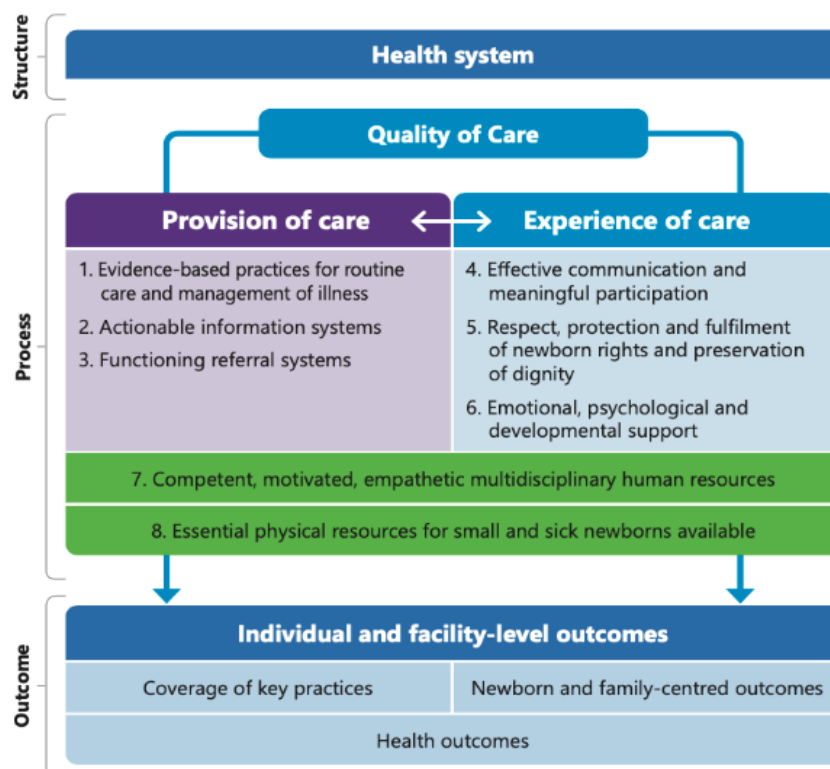 Structure
Health system
Process
Quality of Care
Provision of care
Experience of care
1. Evidence-based practices for routine
care and management of illness
2. Actionable information systems
3. Functioning referral systems
4. Effective communication and
meaningful participation
5. Respect, protection and fulfilment
of newborn rights and preservation
of dignity
6. Emotional, psychological and
developmental support
7. Competent, motivated, empathetic multidisciplinary human resources
8. Essential physical resources for small and sick newborns available
Outcome
Individual and facility-level outcomes
Coverage of key practices
Newborn and family-centred outcomes
Health outcomes